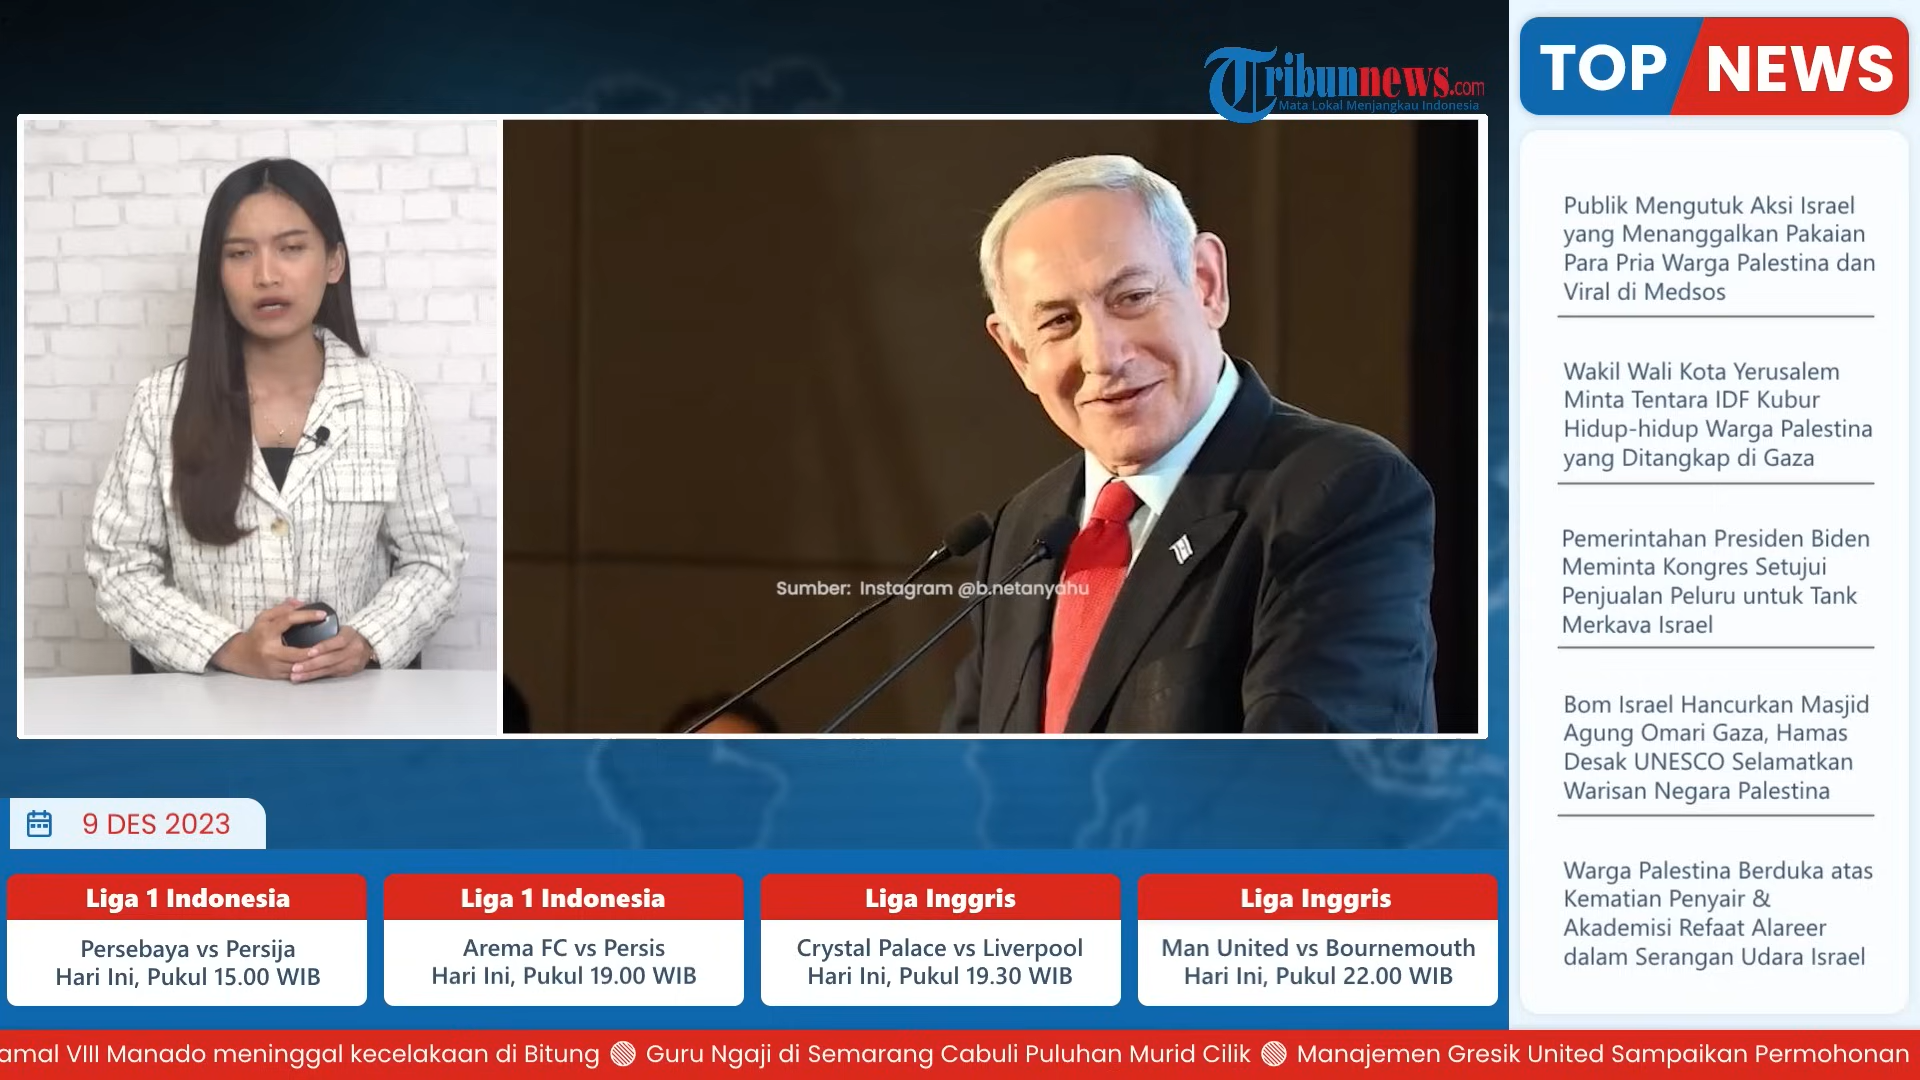 Tribunnews.com
Mata Lokal Menjangkau Indonesia
TOP NEWS
Publik Mengutuk Aksi Israel
yang Menanggalkan Pakaian
Para Pria Warga Palestina dan
Viral di Medsos
Wakil Wali Kota Yerusalem
Minta Tentara IDF Kubur
Hidup-hidup Warga Palestina
yang Ditangkap di Gaza
Pemerintahan Presiden Biden
Meminta Kongres Setujui
Penjualan Peluru untuk Tank
Merkava Israel
Bom Israel Hancurkan Masjid
Agung Omari Gaza, Hamas
Desak UNESCO Selamatkan
Warisan Negara Palestina
Warga Palestina Berduka atas
Kematian Penyair &
Akademisi Refaat Alareer
dalam Serangan Udara Israel
Sumber: Instagram @b.netanyahu
9 DES 2023
Liga 1 Indonesia
Persebaya vs Persija
Hari Ini, Pukul 15.00 WIB
Liga 1 Indonesia
Arema FC vs Persis
Hari Ini, Pukul 19.00 WIB
Liga Inggris
Crystal Palace vs Liverpool
Hari Ini, Pukul 19.30 WIB
Liga Inggris
Man United vs Bournemouth
Hari Ini, Pukul 22.00 WIB
amal VIII Manado meninggal kecelakaan di Bitung Guru Ngaji di Semarang Cabuli Puluhan Murid Cilik Manajemen Gresik United Sampaikan Permohonan